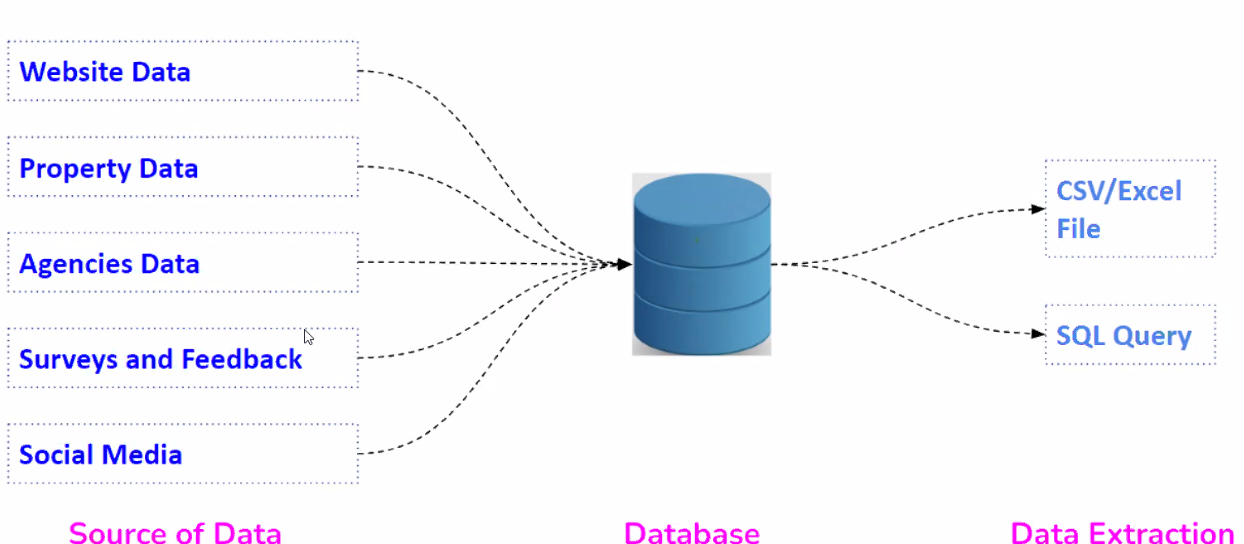 Website Data
Property Data
Agencies Data
Surveys and Feedback
Social Media
CSV/Excel
File
SQL Query
Source of Data
Database
Data Extraction